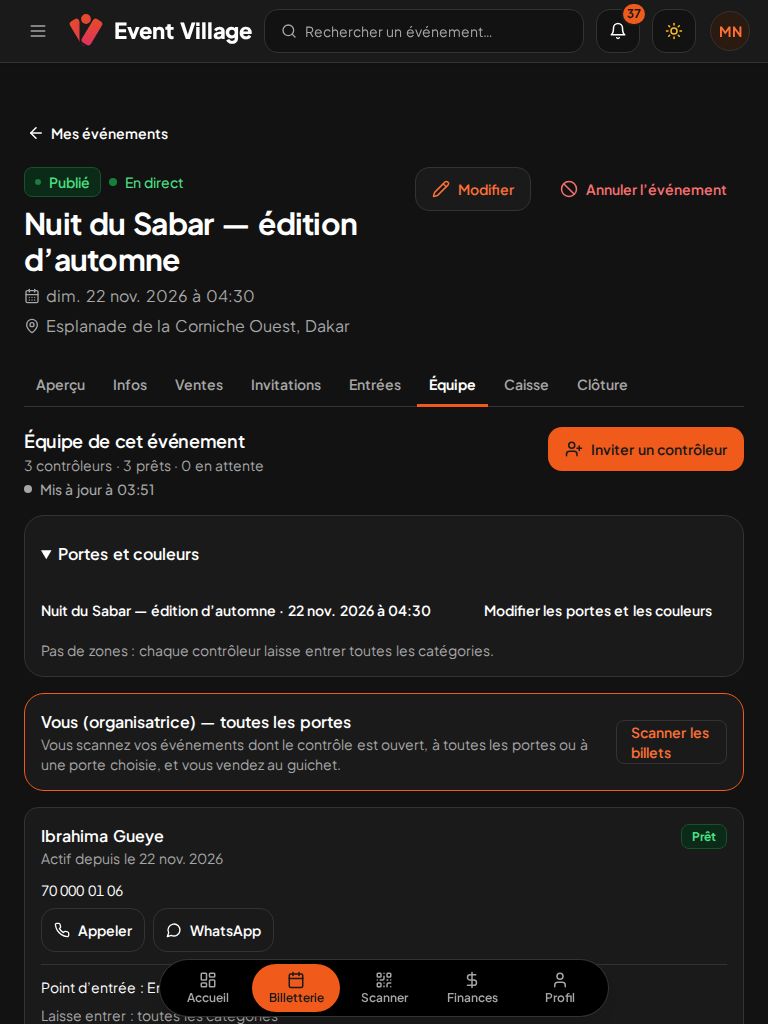 Event Village
Rechercher un événement...
37
MN
Mes événements
Publié
En direct
Modifier
Annuler l'événement
Nuit du Sabar — édition
d'automne
dim. 22 nov. 2026 à 04:30
Esplanade de la Corniche Ouest, Dakar
Aperçu
Infos
Ventes
Invitations
Entrées
Équipe
Caisse
Clôture
Équipe de cet événement
3 contrôleurs · 3 prêts · 0 en attente
Mis à jour à 03:51
Inviter un contrôleur
▼ Portes et couleurs
Nuit du Sabar — édition d'automne · 22 nov. 2026 à 04:30
Modifier les portes et les couleurs
Pas de zones : chaque contrôleur laisse entrer toutes les catégories.
Vous (organisatrice) — toutes les portes
Vous scannez vos événements dont le contrôle est ouvert, à toutes les portes ou à
une porte choisie, et vous vendez au guichet.
Scanner les
billets
Ibrahima Gueye
Prêt
Actif depuis le 22 nov. 2026
70 000 01 06
Appeler
WhatsApp
Point d'entrée :
Laisse entrer : toutes les catégories
Accueil
Billetterie
Scanner
Finances
Profil